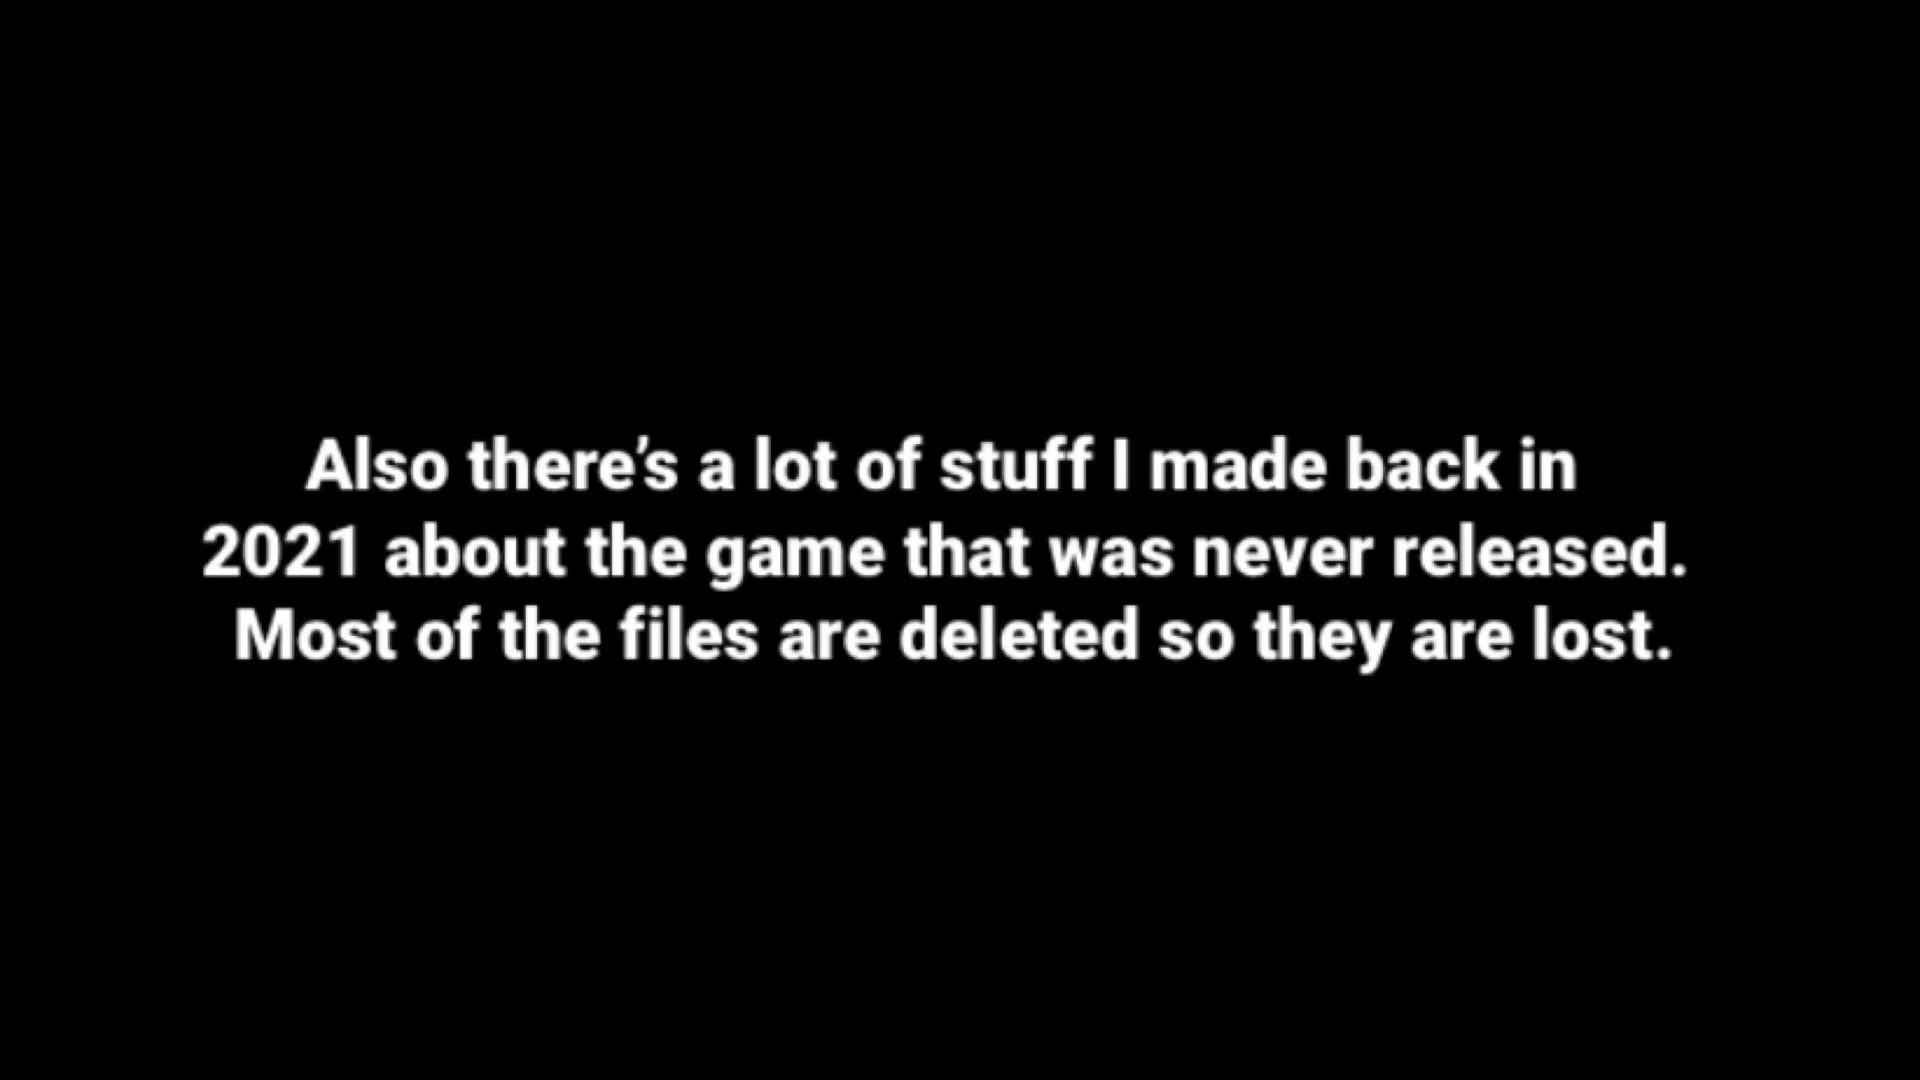 Also there’s a lot of stuff I made back in
2021 about the game that was never released.
Most of the files are deleted so they are lost.